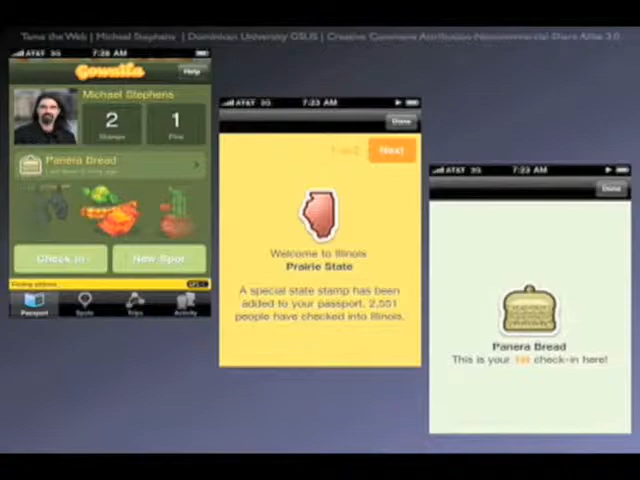 Tame the Web | Michael Stephens | Dominican University GSLIS | Creative Commons Attribution-Noncommercial-Share Alike 3.0
AT&T 3G 7:28 AM
Gowalla
Help
Michael Stephens
2
Stamps
1
Pins
Panera Bread
Check In
New Spot
Passport
Spots
Trips
Activity
AT&T 3G 7:23 AM
Done
Next
Welcome to Illinois
Prairie State
A special state stamp has been
added to your passport. 2,551
people have checked into Illinois.
AT&T 3G 7:23 AM
Done
Panera Bread
This is your 1st check-in here!